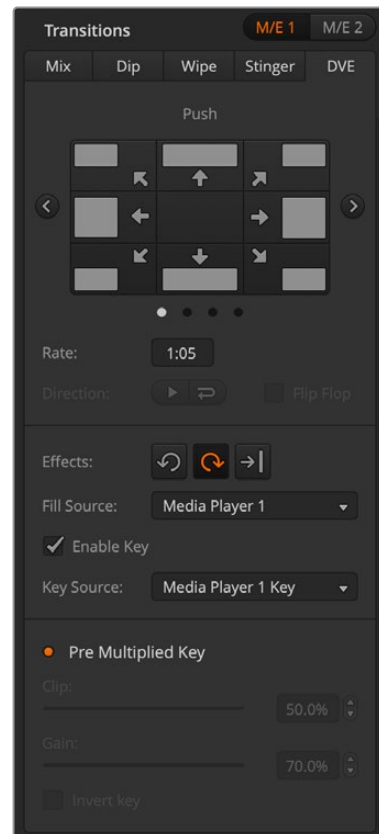 Transitions M/E 1 M/E 2
Mix Dip Wipe Stinger DVE
Push
Rate: 1:05
Direction: Flip Flop
Effects:
Fill Source: Media Player 1
Enable Key
Key Source: Media Player 1 Key
Pre Multiplied Key
Clip:
50.0%
Gain:
70.0%
Invert key